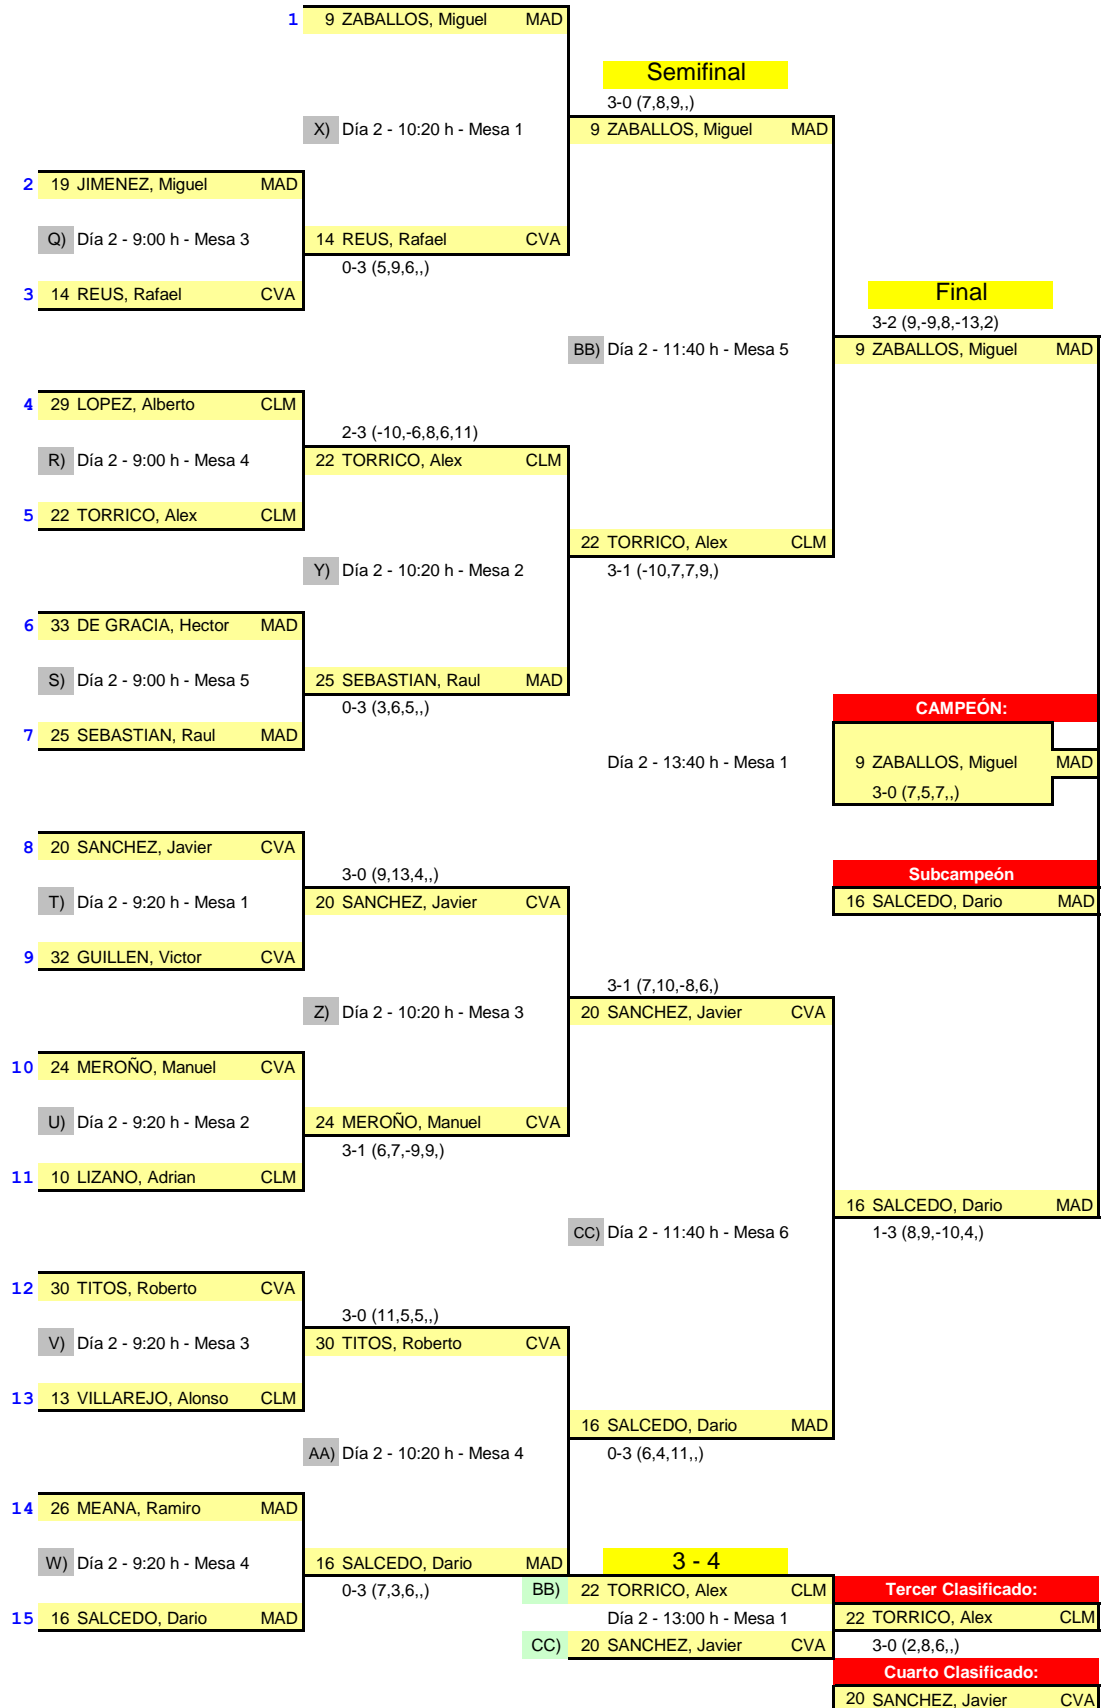 1 9 ZABALLOS, Miguel MAD
Semifinal
3-0 (7,8,9,,)
X) Día 2 - 10:20 h - Mesa 1 9 ZABALLOS, Miguel MAD
2 19 JIMENEZ, Miguel MAD
Q) Día 2 - 9:00 h - Mesa 3 14 REUS, Rafael CVA
0-3 (5,9,6,,)
3 14 REUS, Rafael CVA Final
3-2 (9,-9,8,-13,2)
BB) Día 2 - 11:40 h - Mesa 5 9 ZABALLOS, Miguel MAD
4 29 LOPEZ, Alberto CLM
2-3 (-10,-6,8,6,11)
R) Día 2 - 9:00 h - Mesa 4 22 TORRICO, Alex CLM
5 22 TORRICO, Alex CLM
22 TORRICO, Alex CLM
Y) Día 2 - 10:20 h - Mesa 2 3-1 (-10,7,7,9,)
6 33 DE GRACIA, Hector MAD
S) Día 2 - 9:00 h - Mesa 5 25 SEBASTIAN, Raul MAD
0-3 (3,6,5,,) CAMPEÓN:
7 25 SEBASTIAN, Raul MAD
Día 2 - 13:40 h - Mesa 1 9 ZABALLOS, Miguel MAD
3-0 (7,5,7,,)
8 20 SANCHEZ, Javier CVA
3-0 (9,13,4,,) Subcampeón
T) Día 2 - 9:20 h - Mesa 1 20 SANCHEZ, Javier CVA 16 SALCEDO, Dario MAD
9 32 GUILLEN, Victor CVA
3-1 (7,10,-8,6,)
Z) Día 2 - 10:20 h - Mesa 3 20 SANCHEZ, Javier CVA
10 24 MEROÑO, Manuel CVA
U) Día 2 - 9:20 h - Mesa 2 24 MEROÑO, Manuel CVA
3-1 (6,7,-9,9,)
11 10 LIZANO, Adrian CLM
16 SALCEDO, Dario MAD
CC) Día 2 - 11:40 h - Mesa 6 1-3 (8,9,-10,4,)
12 30 TITOS, Roberto CVA
3-0 (11,5,5,,)
V) Día 2 - 9:20 h - Mesa 3 30 TITOS, Roberto CVA
13 13 VILLAREJO, Alonso CLM
16 SALCEDO, Dario MAD
AA) Día 2 - 10:20 h - Mesa 4 0-3 (6,4,11,,)
14 26 MEANA, Ramiro MAD
W) Día 2 - 9:20 h - Mesa 4 16 SALCEDO, Dario MAD 3 - 4
0-3 (7,3,6,,) BB) 22 TORRICO, Alex CLM Tercer Clasificado:
15 16 SALCEDO, Dario MAD Día 2 - 13:00 h - Mesa 1 22 TORRICO, Alex CLM
CC) 20 SANCHEZ, Javier CVA 3-0 (2,8,6,,)
Cuarto Clasificado:
20 SANCHEZ, Javier CVA